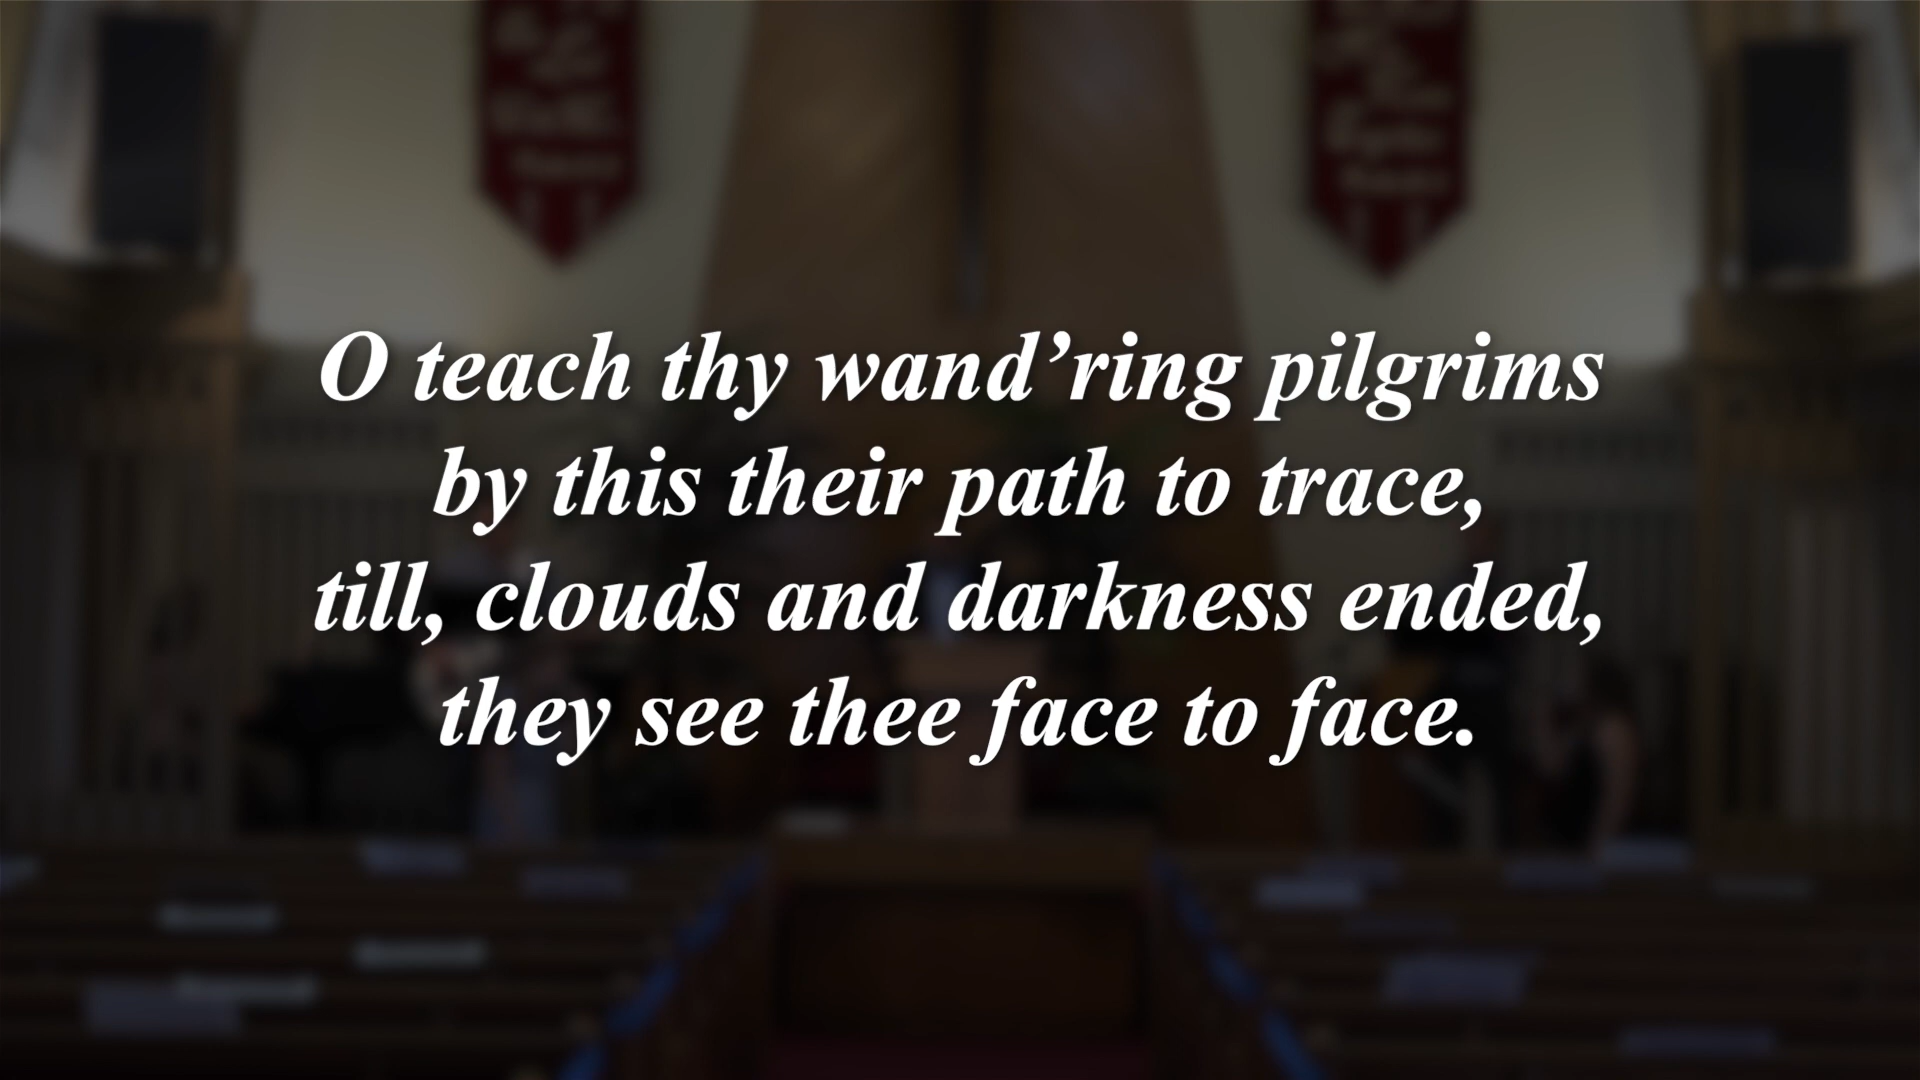 O teach thy wand’ring pilgrims
by this their path to trace,
till, clouds and darkness ended,
they see thee face to face.